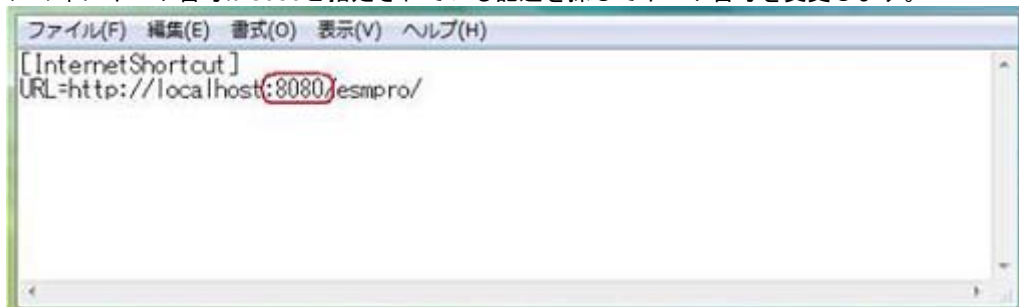 ファイル(F) 編集(E) 書式(O) 表示(V) ヘルプ(H)
[InternetShortcut]
URL=http://localhost:8080/esmpro/